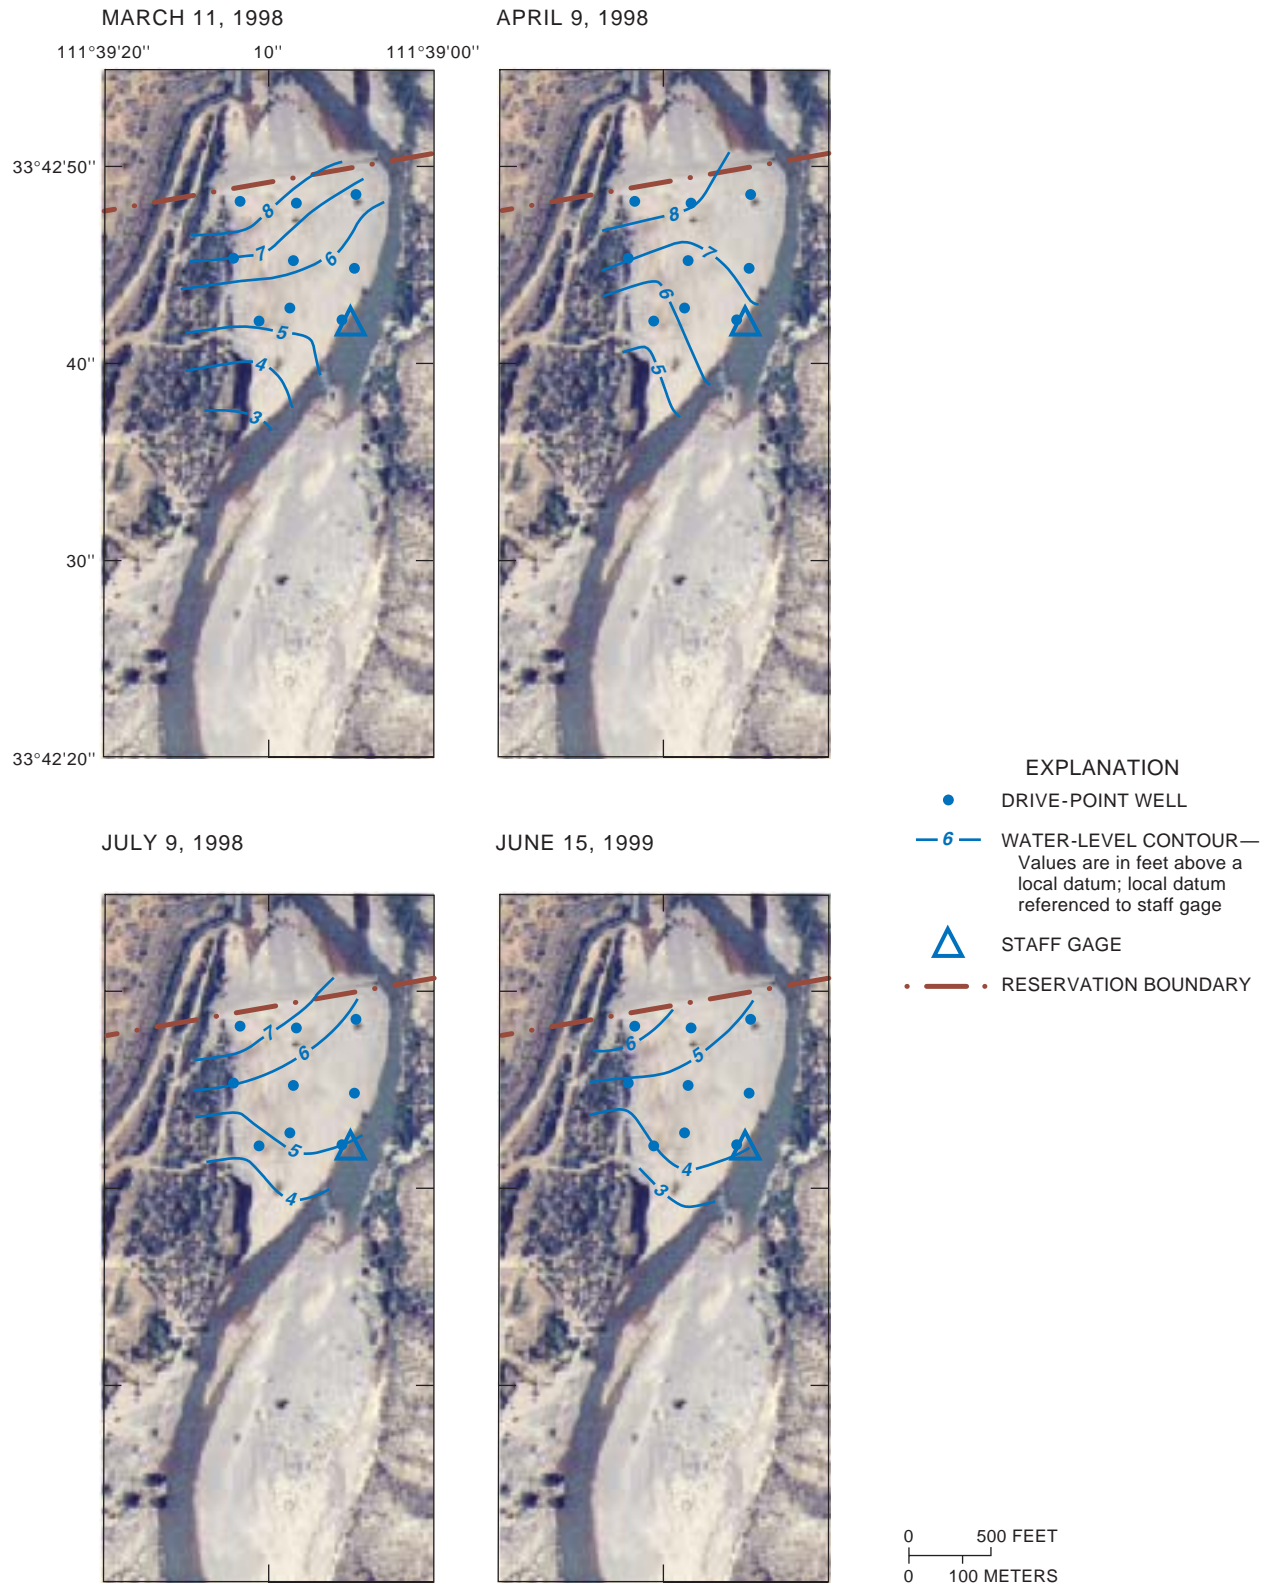 MARCH 11, 1998
APRIL 9, 1998
111°39'20"
10"
111°39'00"
33°42'50"
40"
30"
33°42'20"
8
7
6
5
4
3
8
7
6
5
EXPLANATION
DRIVE-POINT WELL
6
WATER-LEVEL CONTOUR—
Values are in feet above a
local datum; local datum
referenced to staff gage
STAFF GAGE
RESERVATION BOUNDARY
JULY 9, 1998
JUNE 15, 1999
7
6
5
4
6
5
4
3
0 500 FEET
0 100 METERS